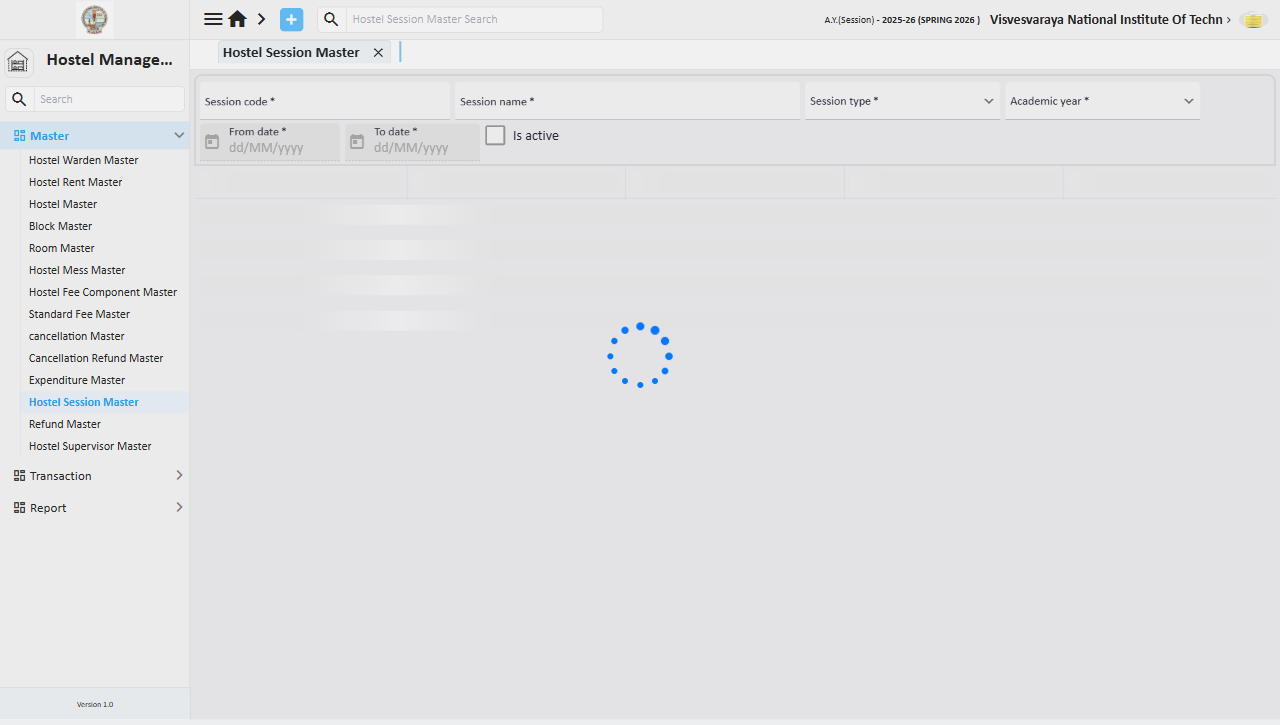 Hostel Session Master Search
A.Y.(Session) - 2025-26 (SPRING 2026 )
Visvesvaraya National Institute Of Techn
Hostel Manage...
Search
Master
Hostel Warden Master
Hostel Rent Master
Hostel Master
Block Master
Room Master
Hostel Mess Master
Hostel Fee Component Master
Standard Fee Master
cancellation Master
Cancellation Refund Master
Expenditure Master
Hostel Session Master
Refund Master
Hostel Supervisor Master
Transaction
Report
Version 1.0
Hostel Session Master
Session code *
Session name *
Session type *
Academic year *
From date *
dd/MM/yyyy
To date *
dd/MM/yyyy
Is active